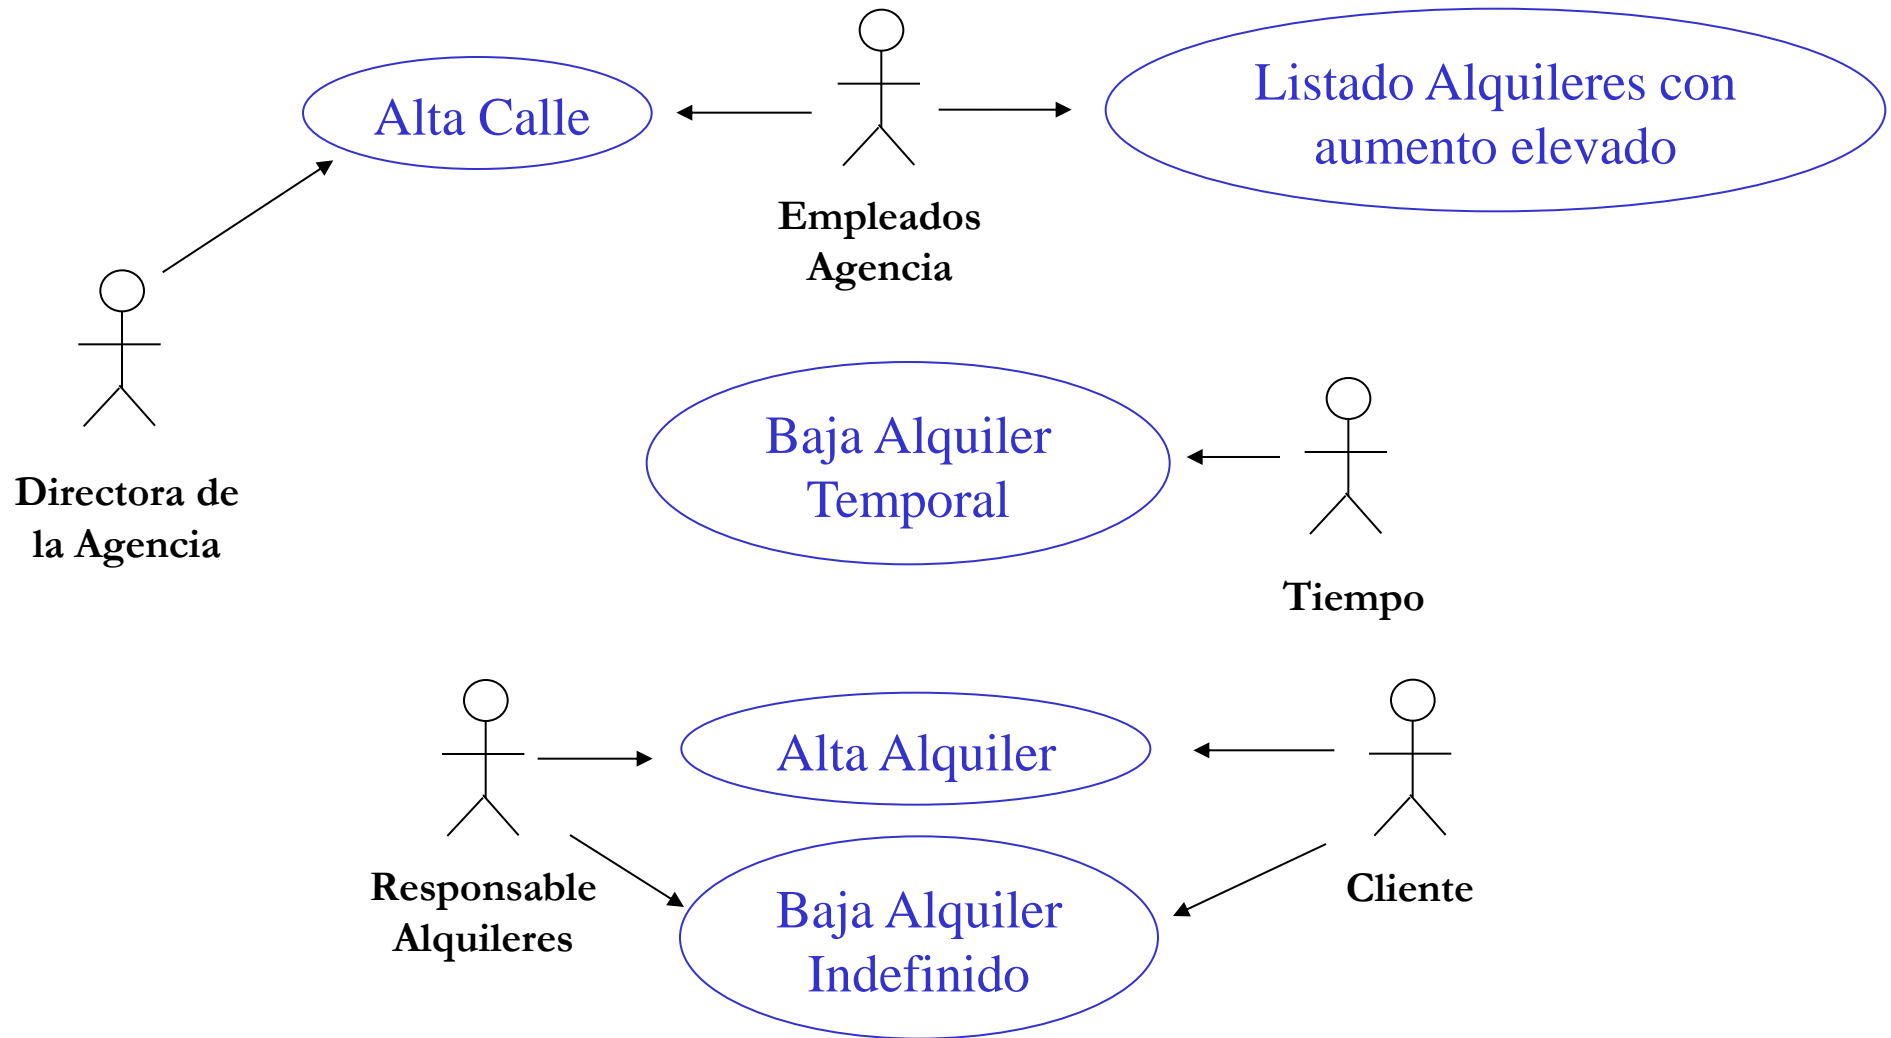 Alta Calle
Listado Alquileres con
aumento elevado
Empleados
Agencia
Directora de
la Agencia
Baja Alquiler
Temporal
Tiempo
Alta Alquiler
Responsable
Alquileres
Cliente
Baja Alquiler
Indefinido